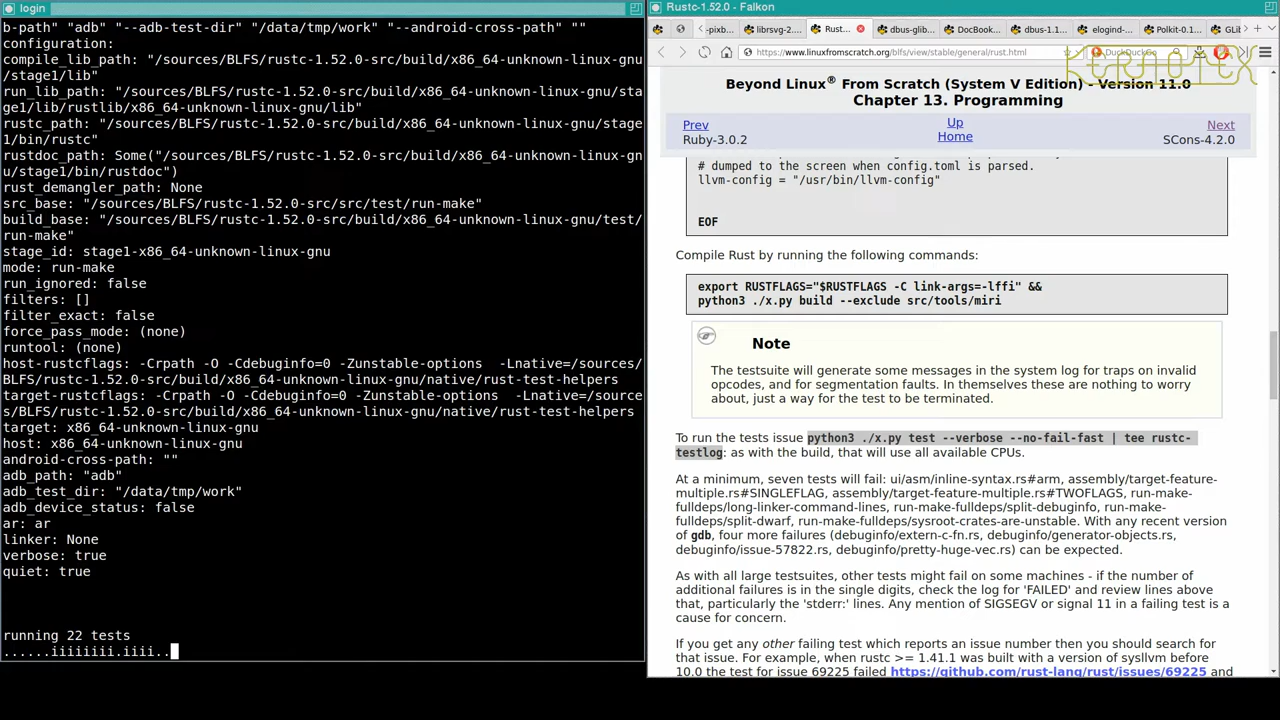 login
b-path" "adb" "--adb-test-dir" "/data/tmp/work" "--android-cross-path" ""
configuration:
compile_lib_path: "/sources/BLFS/rustc-1.52.0-src/build/x86_64-unknown-linux-gnu
/stage1/lib"
run_lib_path: "/sources/BLFS/rustc-1.52.0-src/build/x86_64-unknown-linux-gnu/sta
ge1/lib/rustlib/x86_64-unknown-linux-gnu/lib"
rustc_path: "/sources/BLFS/rustc-1.52.0-src/build/x86_64-unknown-linux-gnu/stage
1/bin/rustc"
rustdoc_path: Some("/sources/BLFS/rustc-1.52.0-src/build/x86_64-unknown-linux-gn
u/stage1/bin/rustdoc")
rust_demangler_path: None
src_base: "/sources/BLFS/rustc-1.52.0-src/src/test/run-make"
build_base: "/sources/BLFS/rustc-1.52.0-src/build/x86_64-unknown-linux-gnu/test/
run-make"
stage_id: stage1-x86_64-unknown-linux-gnu
mode: run-make
run_ignored: false
filters: []
filter_exact: false
force_pass_mode: (none)
runtool: (none)
host-rustcflags: -Crpath -O -Cdebuginfo=0 -Zunstable-options  -Lnative=/sources/
BLFS/rustc-1.52.0-src/build/x86_64-unknown-linux-gnu/native/rust-test-helpers
target-rustcflags: -Crpath -O -Cdebuginfo=0 -Zunstable-options  -Lnative=/source
s/BLFS/rustc-1.52.0-src/build/x86_64-unknown-linux-gnu/native/rust-test-helpers
target: x86_64-unknown-linux-gnu
host: x86_64-unknown-linux-gnu
android-cross-path: ""
adb_path: "adb"
adb_test_dir: "/data/tmp/work"
adb_device_status: false
ar: ar
linker: None
verbose: true
quiet: true
running 22 tests
......iiiiiiii.iiii..
Rustc-1.52.0 - Falkon
-pixb librsvg-2. Rust- dbus-glib DocBook dbus-1.1 elogind- Polkit-0.1 GLi
https://www.linuxfromscratch.org/blfs/view/stable/general/rust.html DuckDuckGo
KERNOTEX
Beyond Linux® From Scratch (System V Edition) - Version 11.0
Chapter 13. Programming
Prev Up Next
Ruby-3.0.2 Home SCons-4.2.0
# dumped to the screen when config.toml is parsed.
llvm-config = "/usr/bin/llvm-config"
EOF
Compile Rust by running the following commands:
export RUSTFLAGS="$RUSTFLAGS -C link-args=-lffi" &&
python3 ./x.py build --exclude src/tools/miri
Note
The testsuite will generate some messages in the system log for traps on invalid
opcodes, and for segmentation faults. In themselves these are nothing to worry
about, just a way for the test to be terminated.
To run the tests issue python3 ./x.py test --verbose --no-fail-fast | tee rustc-
testlog: as with the build, that will use all available CPUs.
At a minimum, seven tests will fail: ui/asm/inline-syntax.rs#arm, assembly/target-feature-
multiple.rs#SINGLEFLAG, assembly/target-feature-multiple.rs#TWOFLAGS, run-make-
fulldeps/long-linker-command-lines, run-make-fulldeps/split-debuginfo, run-make-
fulldeps/split-dwarf, run-make-fulldeps/sysroot-crates-are-unstable. With any recent version
of gdb, four more failures (debuginfo/extern-c-fn.rs, debuginfo/generator-objects.rs,
debuginfo/issue-57822.rs, debuginfo/pretty-huge-vec.rs) can be expected.
As with all large testsuites, other tests might fail on some machines - if the number of
additional failures is in the single digits, check the log for 'FAILED' and review lines above
that, particularly the 'stderr:' lines. Any mention of SIGSEGV or signal 11 in a failing test is a
cause for concern.
If you get any other failing test which reports an issue number then you should search for
that issue. For example, when rustc >= 1.41.1 was built with a version of sysllvm before
10.0 the test for issue 69225 failed https://github.com/rust-lang/rust/issues/69225 and